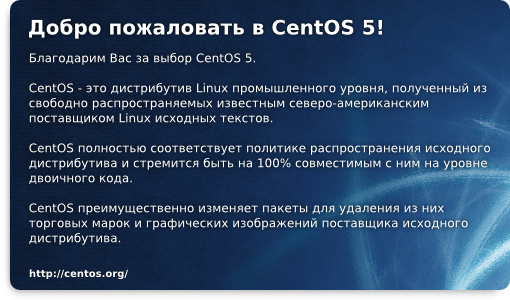 Добро пожаловать в CentOS 5!
Благодарим Вас за выбор CentOS 5.
CentOS - это дистрибутив Linux промышленного уровня, полученный из
свободно распространяемых известным северо-американским
поставщиком Linux исходных текстов.
CentOS полностью соответствует политике распространения исходного
дистрибутива и стремится быть на 100% совместимым с ним на уровне
двоичного кода.
CentOS преимущественно изменяет пакеты для удаления из них
торговых марок и графических изображений поставщика исходного
дистрибутива.
http://centos.org/